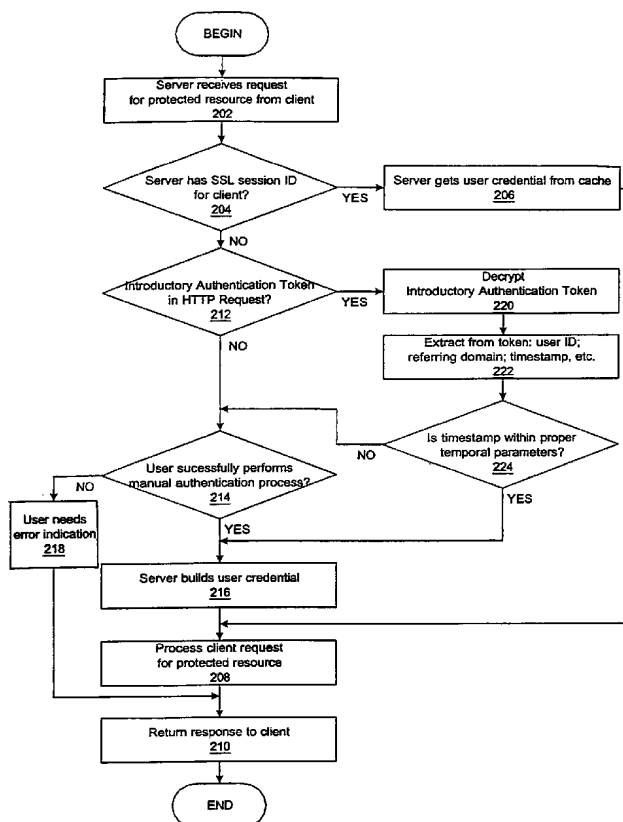 BEGIN
Server receives request
for protected resource from client
202
Server has SSL session ID
for client?
204
YES
Server gets user credential from cache
206
NO
Introductory Authentication Token
in HTTP Request?
212
YES
Decrypt
Introductory Authentication Token
220
NO
Extract from token: user ID;
referring domain; timestamp, etc.
222
Is timestamp within proper
temporal parameters?
224
NO
YES
User sucessfully performs
manual authentication process?
214
NO
YES
User needs
error indication
218
Server builds user credential
216
Process client request
for protected resource
208
Return response to client
210
END